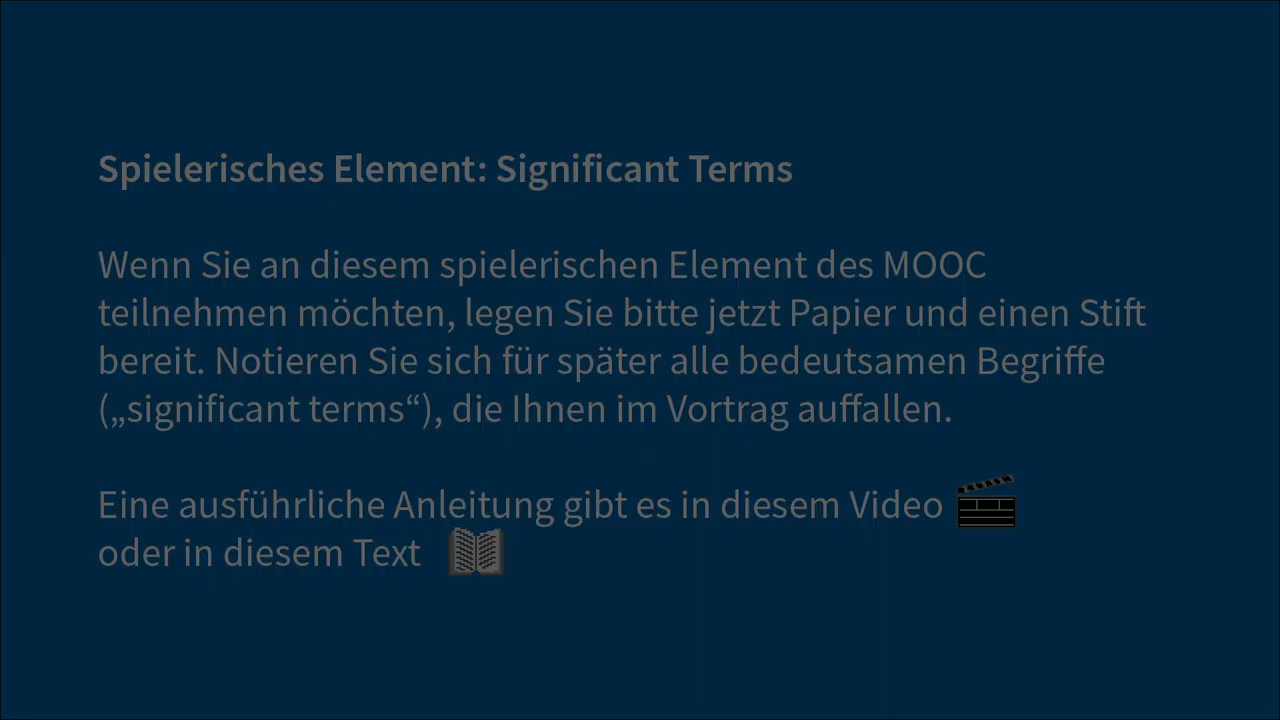 Spielerisches Element: Significant Terms
Wenn Sie an diesem spielerischen Element des MOOC
teilnehmen möchten, legen Sie bitte jetzt Papier und einen Stift
bereit. Notieren Sie sich für später alle bedeutsamen Begriffe
(„significant terms“), die Ihnen im Vortrag auffallen.
Eine ausführliche Anleitung gibt es in diesem Video
oder in diesem Text